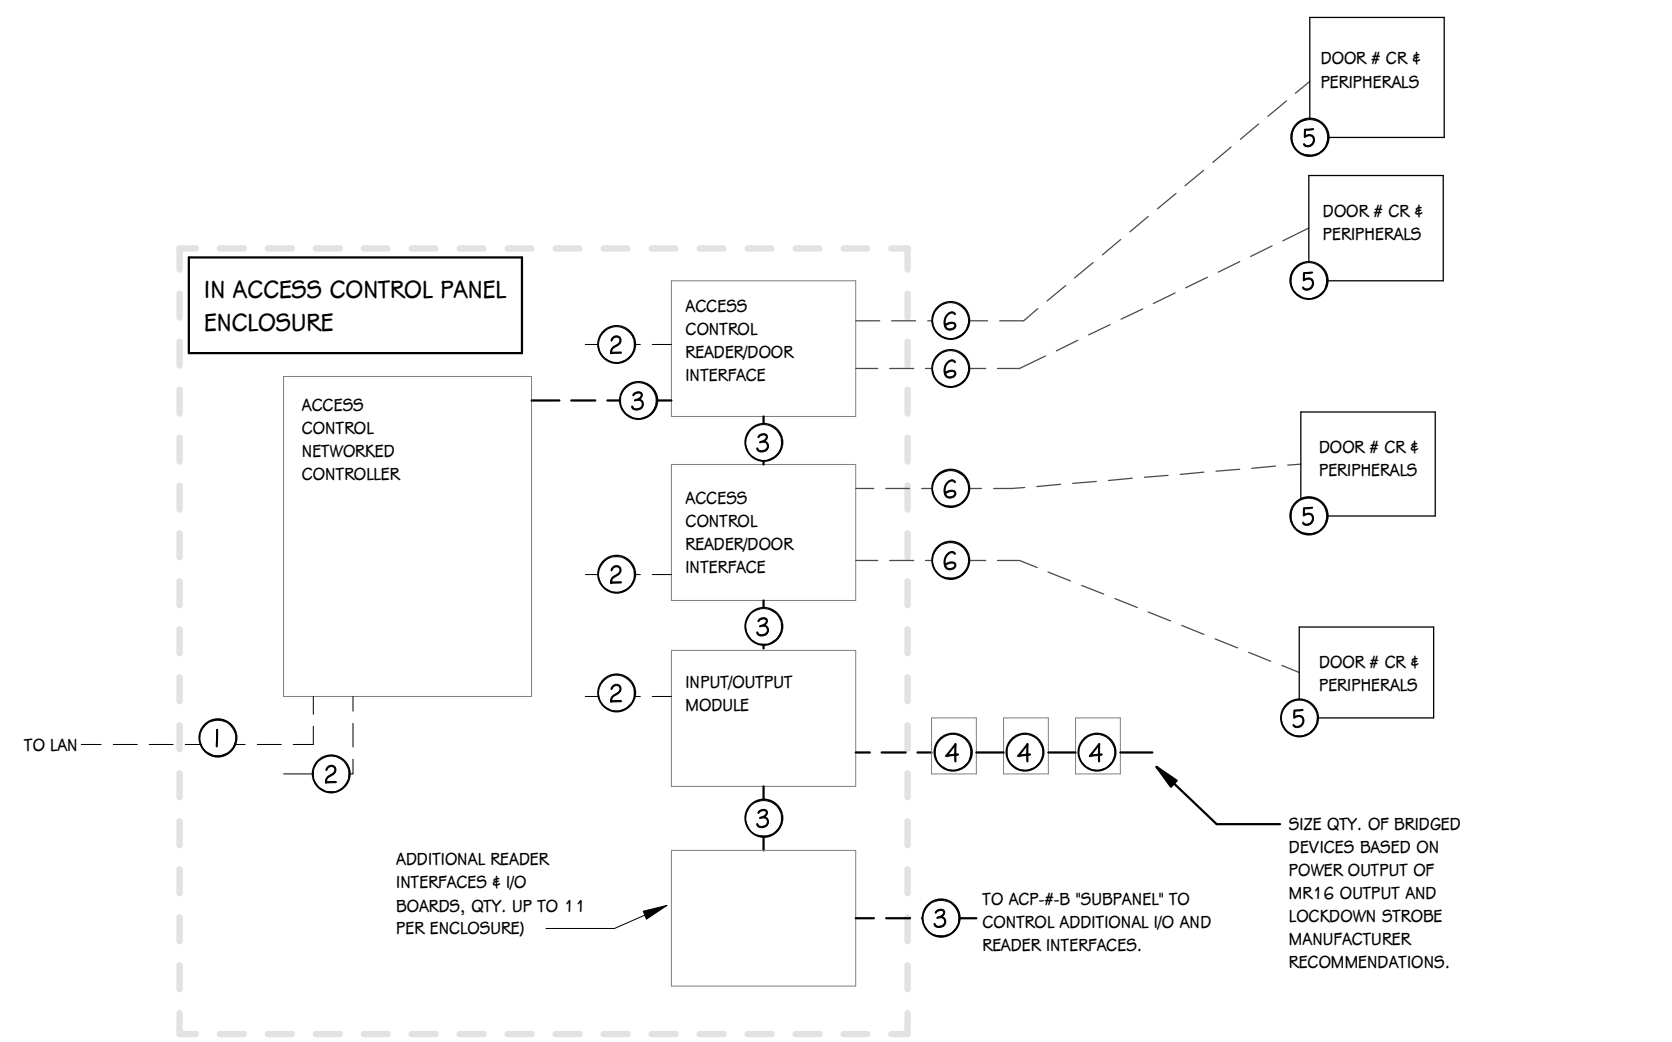 DOOR # CR &
PERIPHERALS
5
DOOR # CR &
PERIPHERALS
5
IN ACCESS CONTROL PANEL
ENCLOSURE
ACCESS
CONTROL
READER/DOOR
INTERFACE
2
6
6
3
ACCESS
CONTROL
NETWORKED
CONTROLLER
3
DOOR # CR &
PERIPHERALS
5
ACCESS
CONTROL
READER/DOOR
INTERFACE
2
6
6
3
DOOR # CR &
PERIPHERALS
5
INPUT/OUTPUT
MODULE
2
TO LAN
1
2
4
4
4
3
SIZE QTY. OF BRIDGED
DEVICES BASED ON
POWER OUTPUT OF
MR16 OUTPUT AND
LOCKDOWN STROBE
MANUFACTURER
RECOMMENDATIONS.
ADDITIONAL READER
INTERFACES & I/O
BOARDS, QTY. UP TO 11
PER ENCLOSURE)
3
TO ACP-#-B "SUBPANEL" TO
CONTROL ADDITIONAL I/O AND
READER INTERFACES.